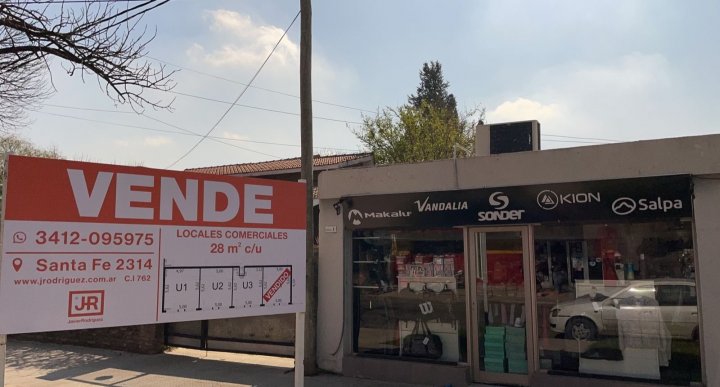 VENDE
3412-095975
Santa Fe 2314
www.jrodriguez.com.ar C.I 762
JR
JavierRodríguez
LOCALES COMERCIALES
28 m² c/u
U1 U2 U3 VENDIDO
Makalu VANDALIA SONDER KION Salpa
W